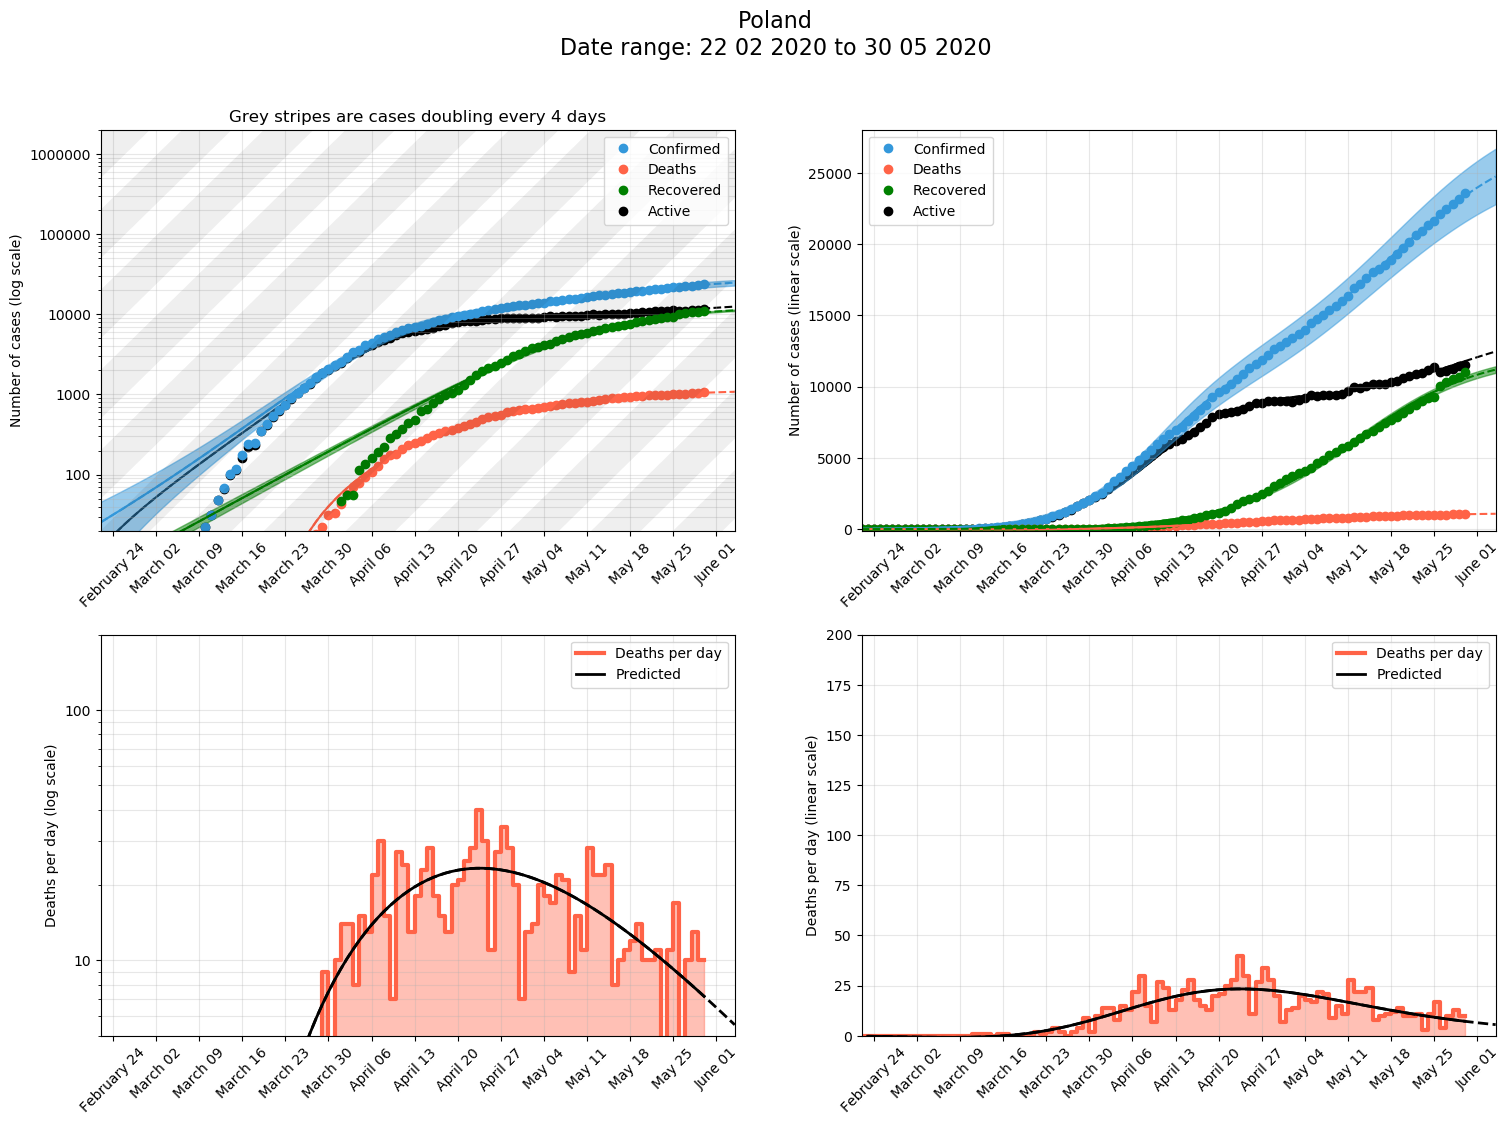 Poland
Date range: 22 02 2020 to 30 05 2020
Grey stripes are cases doubling every 4 days
Number of cases (log scale)
1000000
100000
10000
1000
100
Confirmed
Deaths
Recovered
Active
February 24
March 02
March 09
March 16
March 23
March 30
April 06
April 13
April 20
April 27
May 04
May 11
May 18
May 25
June 01
Number of cases (linear scale)
25000
20000
15000
10000
5000
0
Confirmed
Deaths
Recovered
Active
February 24
March 02
March 09
March 16
March 23
March 30
April 06
April 13
April 20
April 27
May 04
May 11
May 18
May 25
June 01
Deaths per day (log scale)
100
10
Deaths per day
Predicted
February 24
March 02
March 09
March 16
March 23
March 30
April 06
April 13
April 20
April 27
May 04
May 11
May 18
May 25
June 01
Deaths per day (linear scale)
200
175
150
125
100
75
50
25
0
Deaths per day
Predicted
February 24
March 02
March 09
March 16
March 23
March 30
April 06
April 13
April 20
April 27
May 04
May 11
May 18
May 25
June 01